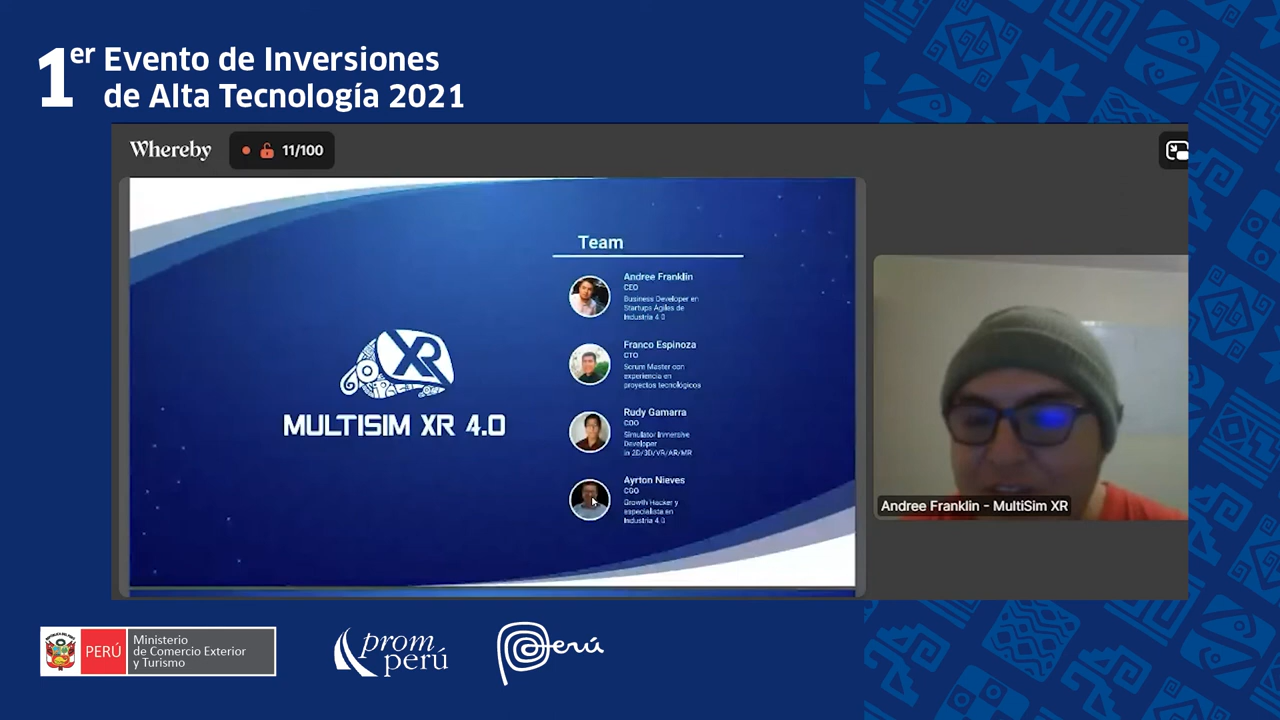 1er Evento de Inversiones
de Alta Tecnología 2021
Whereby
11/100
Team
Andree Franklin
CEO
Business Developer en
Startups Ágiles de
Industria 4.0
Franco Espinoza
CTO
Scrum Master con
experiencia en
proyectos tecnológicos
Rudy Gamarra
COO
Simulator Inmersive
Developer
in 2D/3D/VR/AR/MR
Ayrton Nieves
CGO
Growth Hacker y
especialista en
Industria 4.0
XR
MULTISIM XR 4.0
Andree Franklin - MultiSim XR
PERÚ
Ministerio
de Comercio Exterior
y Turismo
prom
perú
Perú